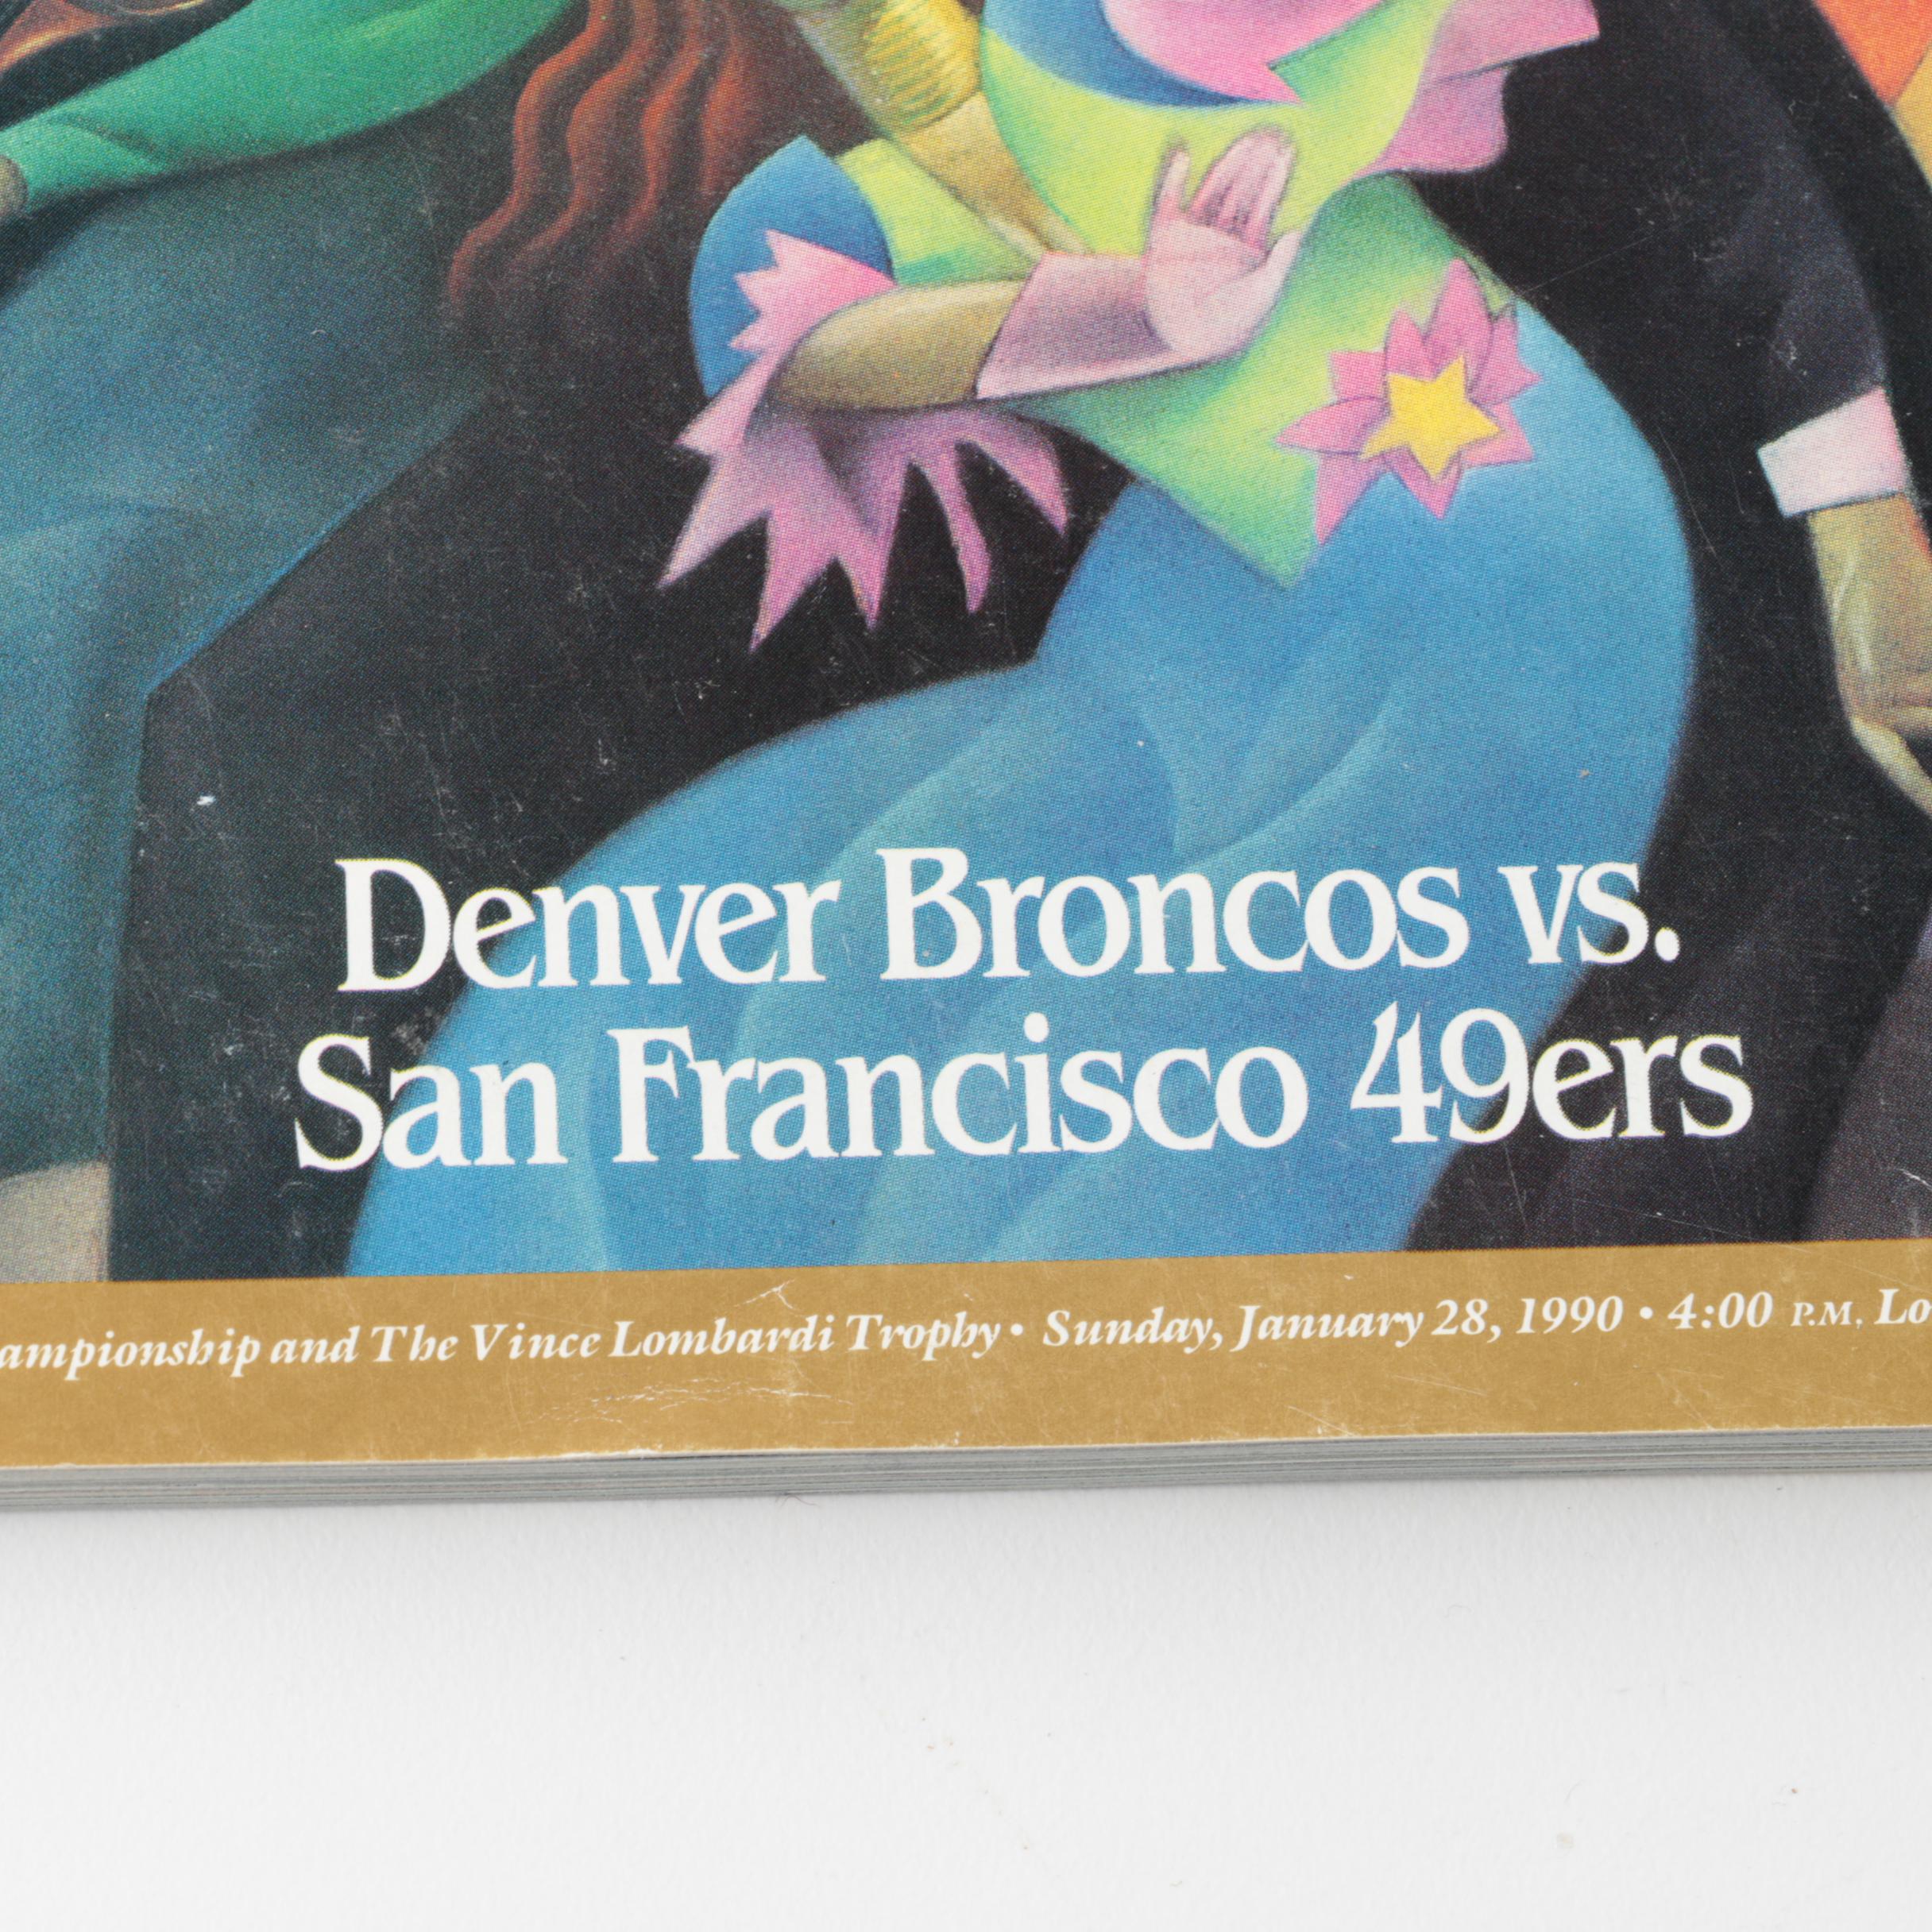 Denver Broncos vs.
San Francisco 49ers
ampionship and The Vince Lombardi Trophy • Sunday, January 28, 1990 • 4:00 P.M. Lo